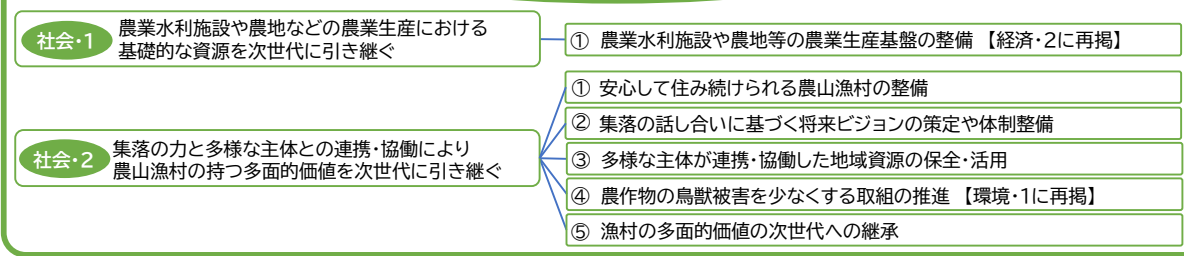 社会・1
農業水利施設や農地などの農業生産における
基礎的な資源を次世代に引き継ぐ
① 農業水利施設や農地等の農業生産基盤の整備 【経済・2に再掲】
社会・2
集落の力と多様な主体との連携・協働により
農山漁村の持つ多面的価値を次世代に引き継ぐ
① 安心して住み続けられる農山漁村の整備
② 集落の話し合いに基づく将来ビジョンの策定や体制整備
③ 多様な主体が連携・協働した地域資源の保全・活用
④ 農作物の鳥獣被害を少なくする取組の推進 【環境・1に再掲】
⑤ 漁村の多面的価値の次世代への継承